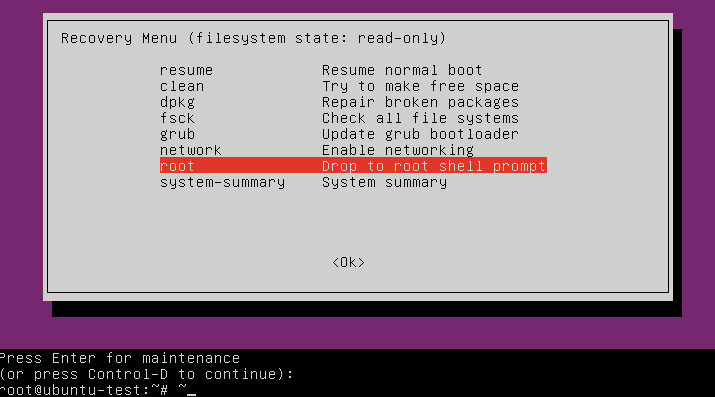 Recovery Menu (filesystem state: read-only)
resume Resume normal boot
clean Try to make free space
dpkg Repair broken packages
fsck Check all file systems
grub Update grub bootloader
network Enable networking
root Drop to root shell prompt
system-summary System summary
<Ok>
Press Enter for maintenance
(or press Control-D to continue):
root@ubuntu-test:~# ~_